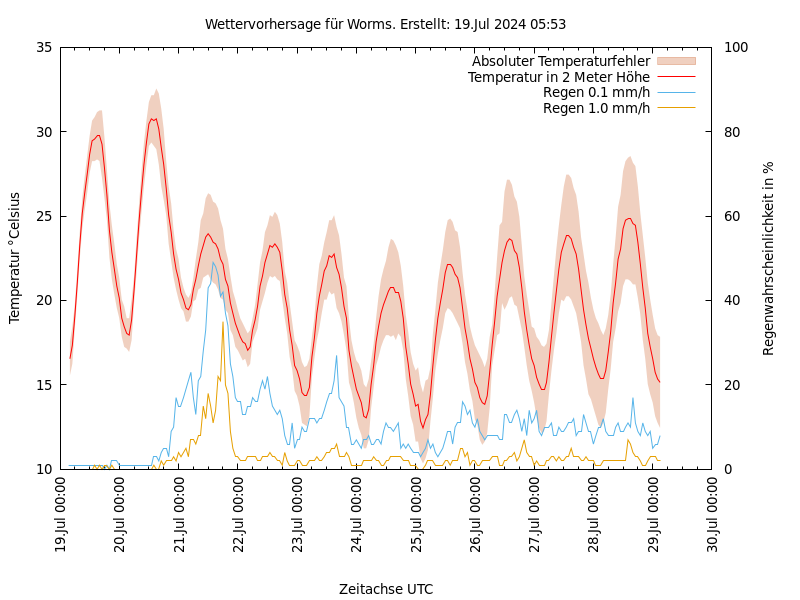 Wettervorhersage für Worms. Erstellt: 19.Jul 2024 05:53
Absoluter Temperaturfehler
Temperatur in 2 Meter Höhe
Regen 0.1 mm/h
Regen 1.0 mm/h
Temperatur °Celsius
35
30
25
20
15
10
Regenwahrscheinlichkeit in %
100
80
60
40
20
0
19.Jul 00:00
20.Jul 00:00
21.Jul 00:00
22.Jul 00:00
23.Jul 00:00
24.Jul 00:00
25.Jul 00:00
26.Jul 00:00
27.Jul 00:00
28.Jul 00:00
29.Jul 00:00
30.Jul 00:00
Zeitachse UTC